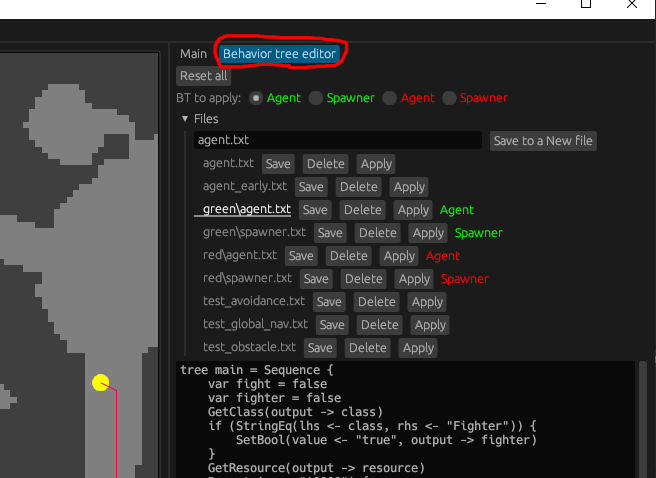 Main Behavior tree editor
Reset all
BT to apply: Agent Spawner Agent Spawner
Files
agent.txt Save to a New file
agent.txt Save Delete Apply
agent_early.txt Save Delete Apply
green\agent.txt Save Delete Apply Agent
green\spawner.txt Save Delete Apply Spawner
red\agent.txt Save Delete Apply Agent
red\spawner.txt Save Delete Apply Spawner
test_avoidance.txt Save Delete Apply
test_global_nav.txt Save Delete Apply
test_obstacle.txt Save Delete Apply
tree main = Sequence {
var fight = false
var fighter = false
GetClass(output -> class)
if (StringEq(lhs <- class, rhs <- "Fighter")) {
SetBool(value <- "true", output -> fighter)
}
GetResource(output -> resource)